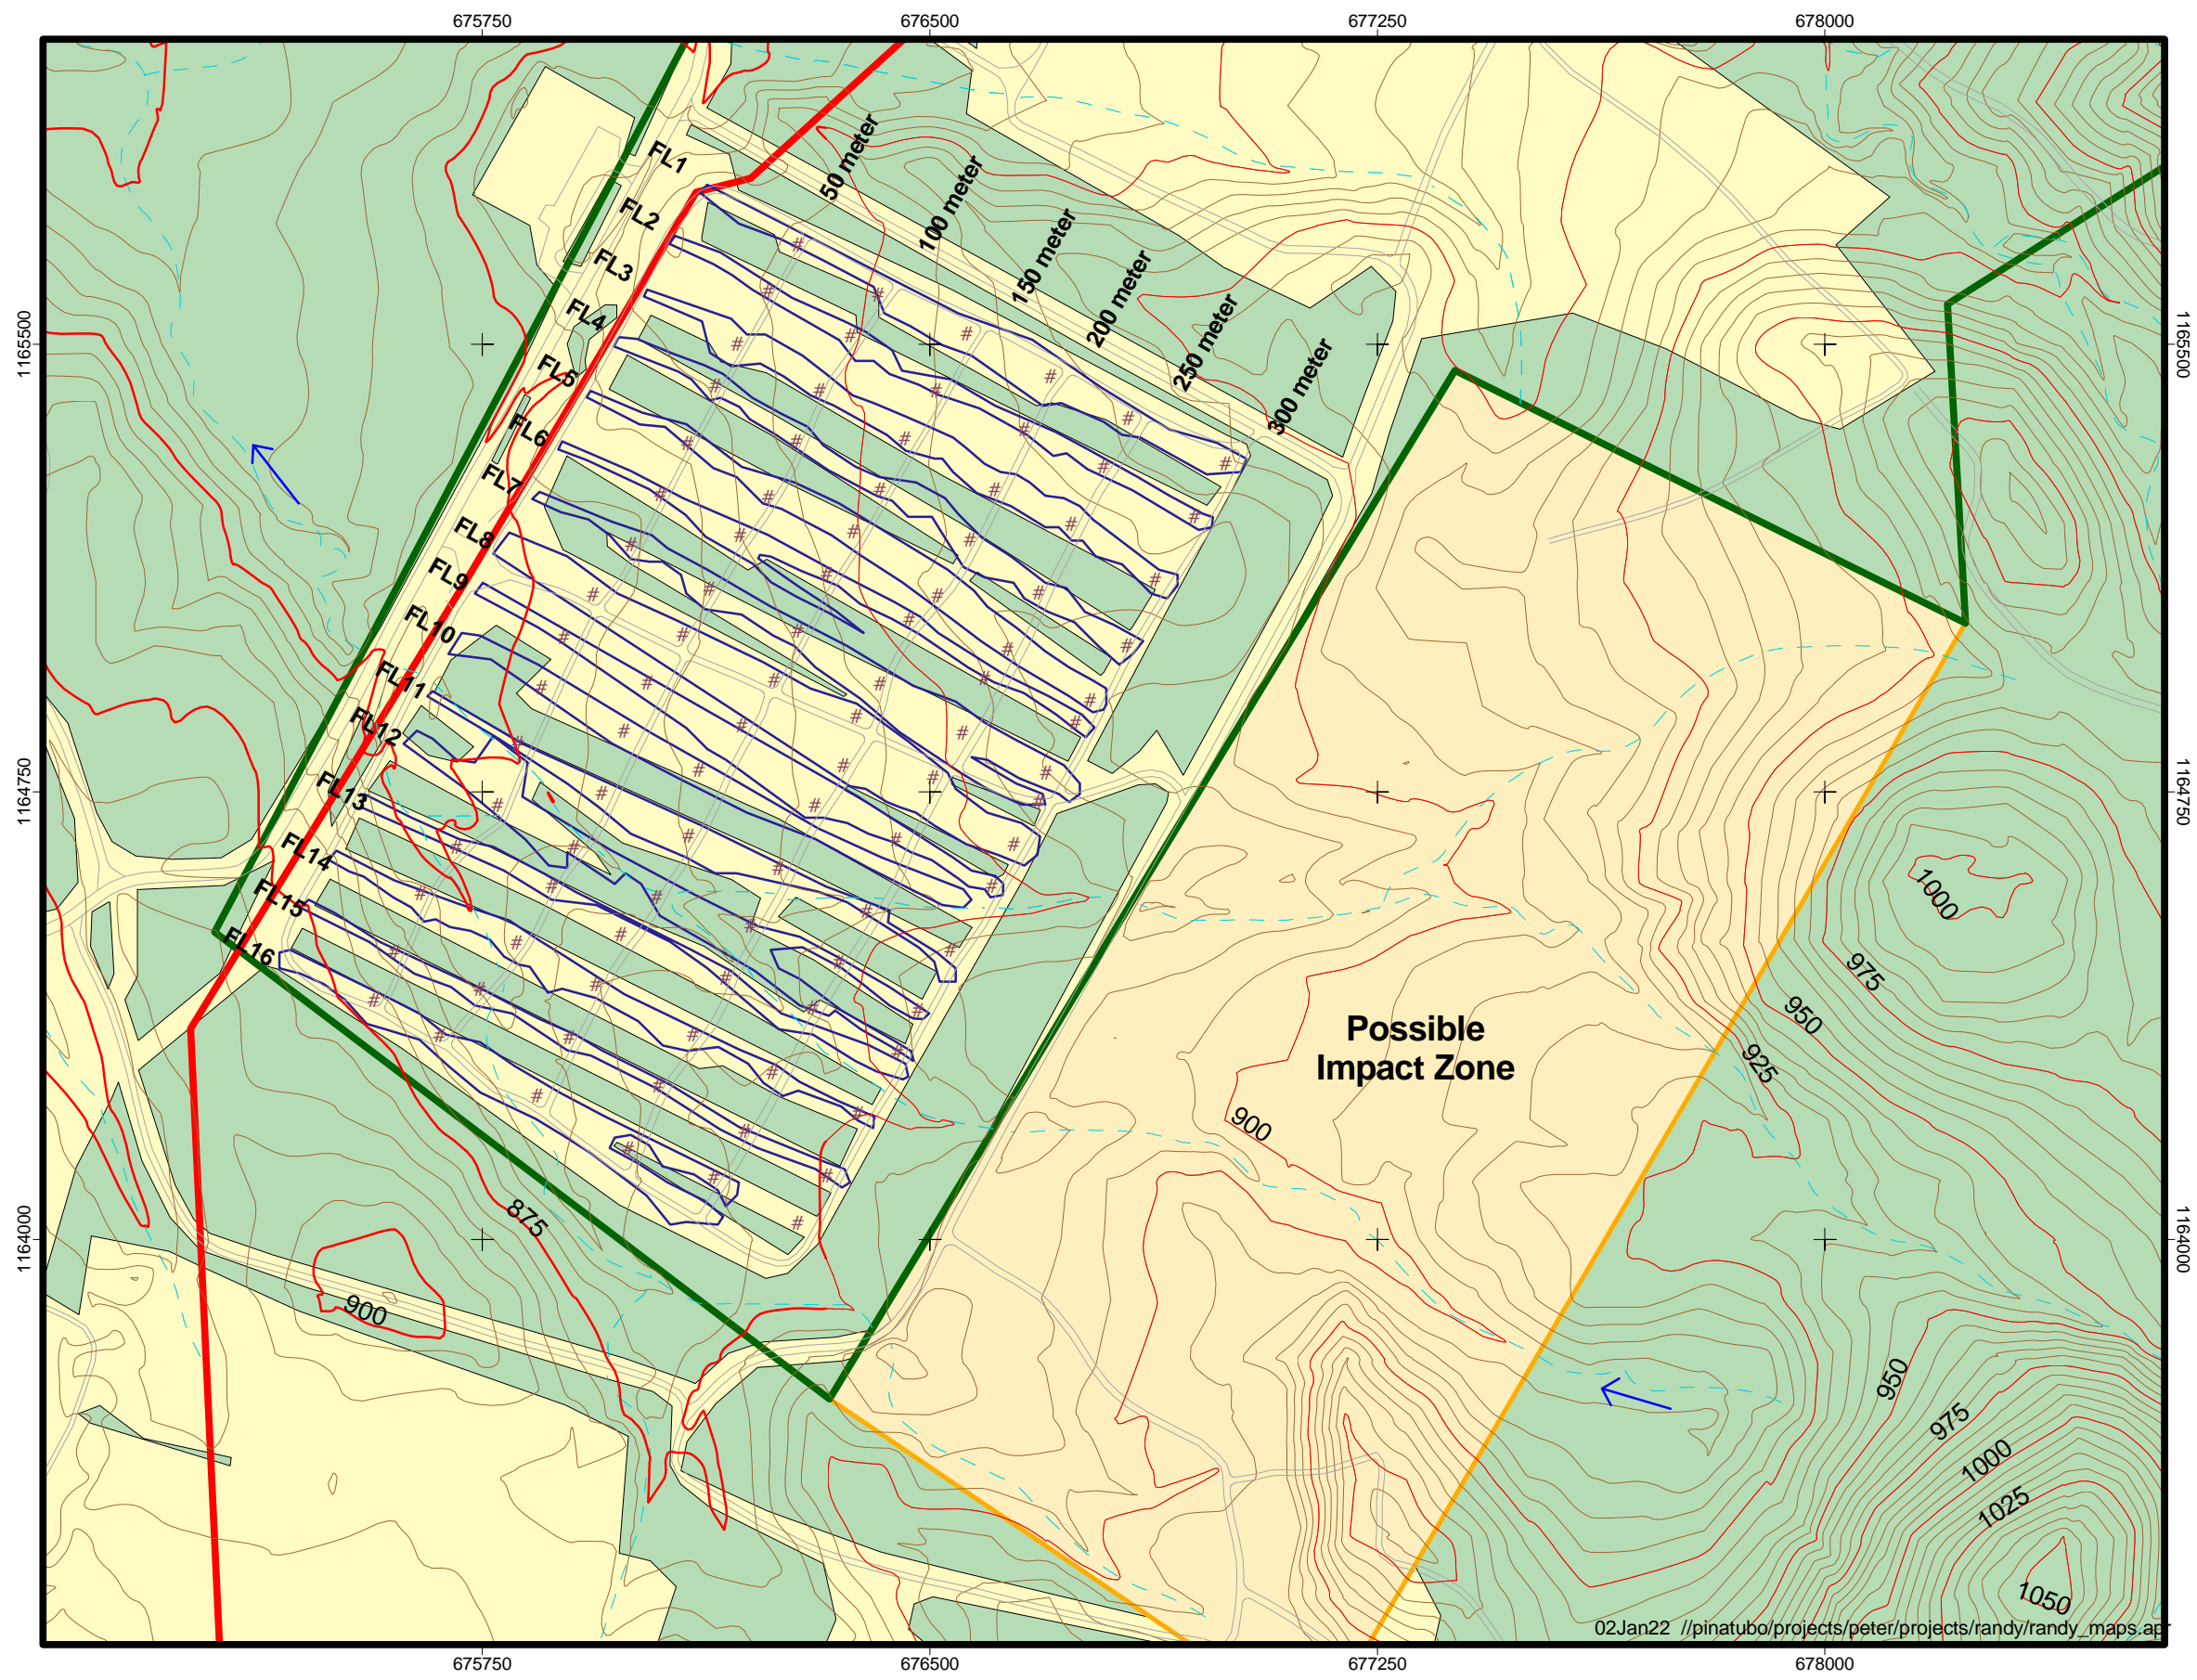 675750
676500
677250
678000
FL1
FL2
FL3
FL4
FL5
FL6
FL7
FL8
FL9
FL10
FL11
FL12
FL13
FL14
FL15
FL16
50 meter
100 meter
150 meter
200 meter
250 meter
300 meter
1165500
1165500
1164750
1164750
1164000
1164000
1000
975
950
925
Possible
Impact Zone
900
875
900
950
975
1000
1025
1050
02Jan22 //pinatubo/projects/peter/projects/randy/randy_maps.apr
675750
676500
677250
678000